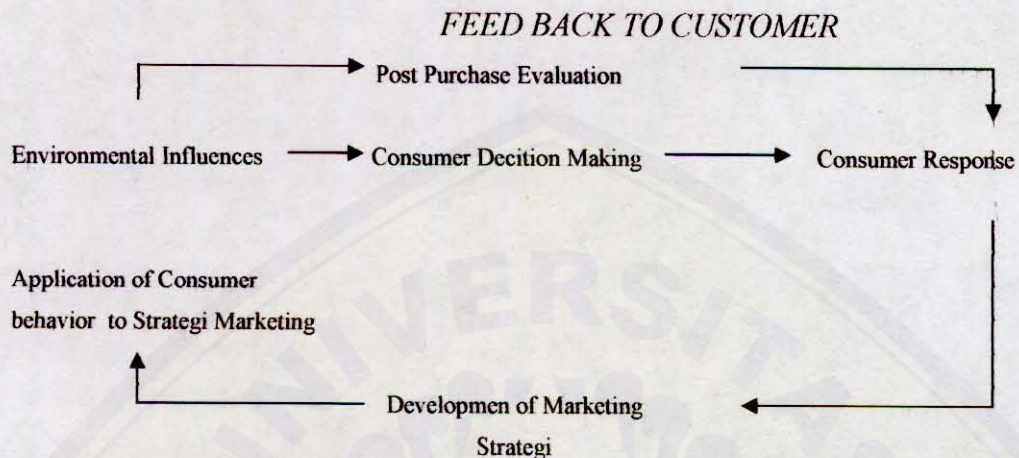 FEED BACK TO CUSTOMER
Post Purchase Evaluation
Environmental Influences
Consumer Decition Making
Consumer Response
Application of Consumer
behavior to Strategi Marketing
Developmen of Marketing
Strategi
UNIVERSITAS